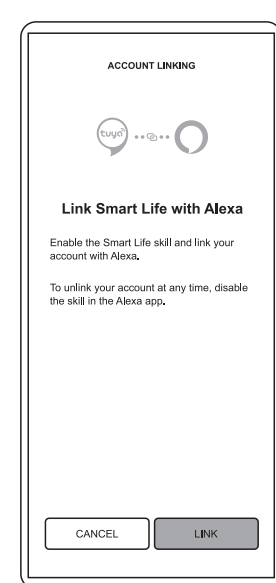 ACCOUNT LINKING
tuya
Link Smart Life with Alexa
Enable the Smart Life skill and link your
account with Alexa.
To unlink your account at any time, disable
the skill in the Alexa app.
CANCEL
LINK